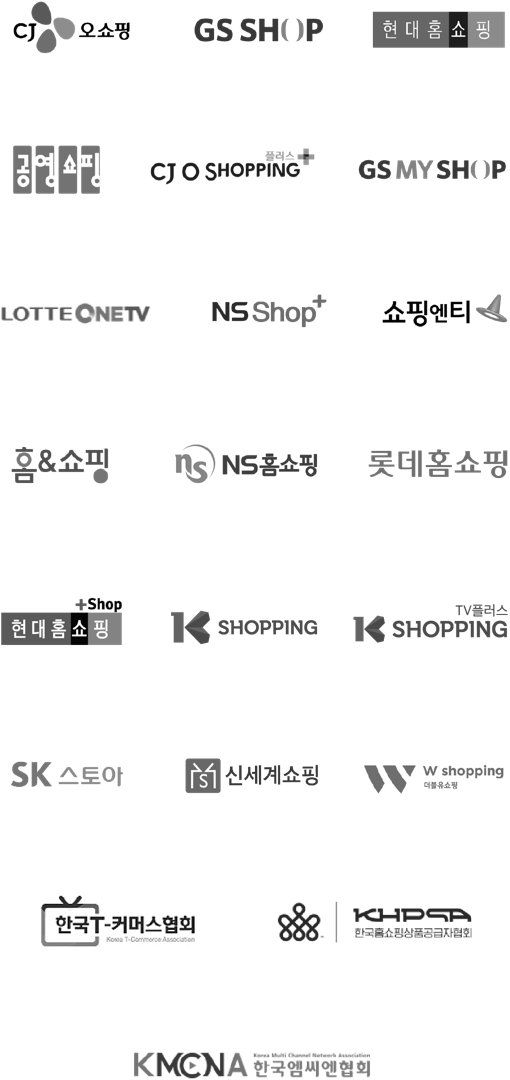 CJ 오쇼핑
GS SHOP
현대홈쇼핑
공영쇼핑
플러스
CJ O SHOPPING+
GS MY SHOP
LOTTE ONETV
NS Shop+
쇼핑엔티
홈&쇼핑
ns NS홈쇼핑
롯데홈쇼핑
+Shop
현대홈쇼핑
K SHOPPING
TV플러스
K SHOPPING
SK 스토아
신세계쇼핑
W shopping
더블유쇼핑
한국T-커머스협회
Korea T-Commerce Association
KHPSA
한국홈쇼핑상품공급자협회
Korea Multi Channel Network Association
KMCNA 한국엠씨엔협회